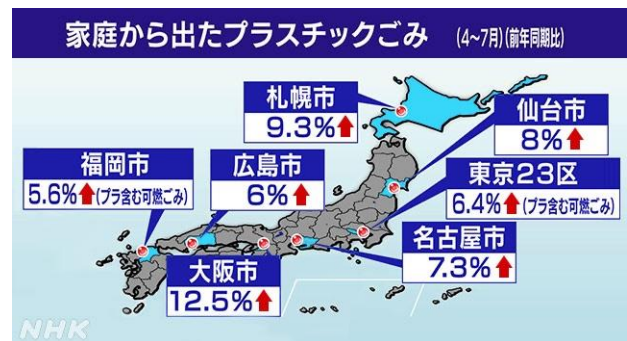 家庭から出たプラスチックごみ (4~7月)(前年同期比)
札幌市
9.3%
仙台市
8%
福岡市
5.6% (プラ含む可燃ごみ)
広島市
6%
東京23区
6.4% (プラ含む可燃ごみ)
名古屋市
7.3%
大阪市
12.5%
NHK